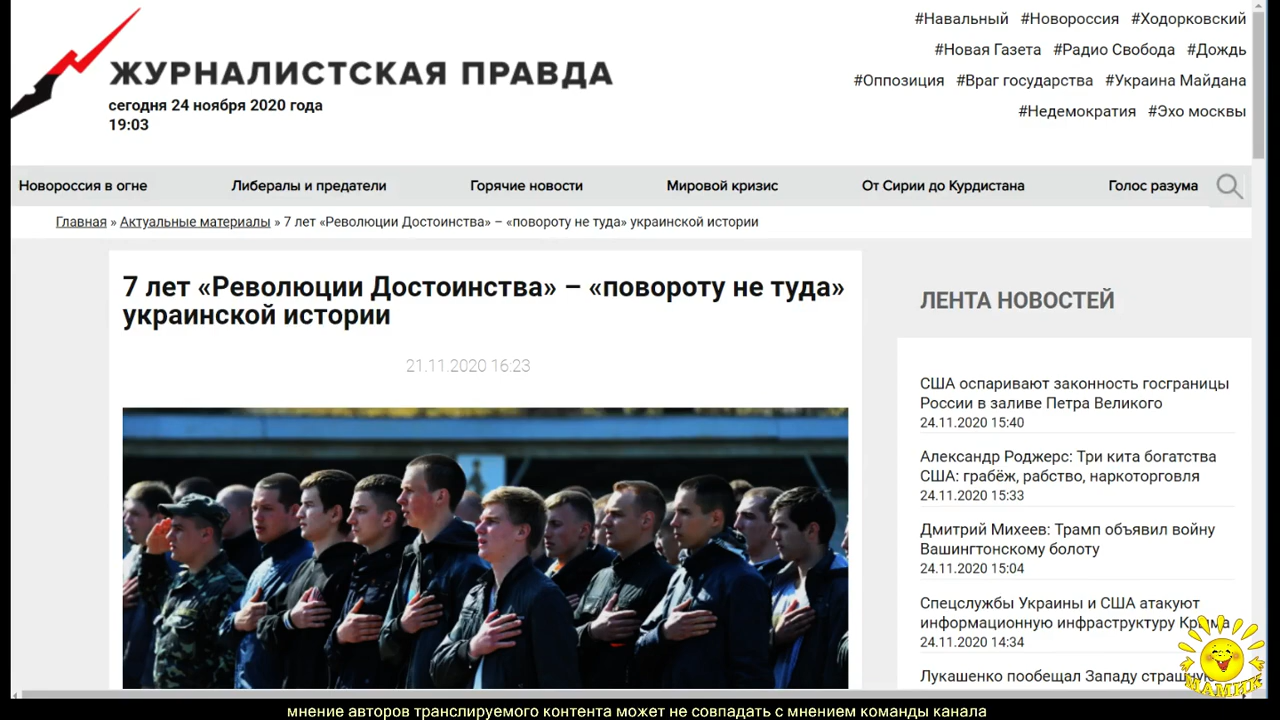 #Навальный #Новороссия #Ходорковский
ЖУРНАЛИСТСКАЯ ПРАВДА
#Новая Газета #Радио Свобода #Дождь
#Оппозиция #Враг государства #Украина Майдана
сегодня 24 ноября 2020 года
19:03
#Недемократия #Эхо москвы
Новороссия в огне Либералы и предатели Горячие новости Мировой кризис От Сирии до Курдистана Голос разума
Главная » Актуальные материалы » 7 лет «Революции Достоинства» – «повороту не туда» украинской истории
7 лет «Революции Достоинства» – «повороту не туда»
украинской истории
21.11.2020 16:23
ЛЕНТА НОВОСТЕЙ
США оспаривают законность госграницы
России в заливе Петра Великого
24.11.2020 15:40
Александр Роджерс: Три кита богатства
США: грабёж, рабство, наркоторговля
24.11.2020 15:33
Дмитрий Михеев: Трамп объявил войну
Вашингтонскому болоту
24.11.2020 15:04
Спецслужбы Украины и США атакуют
информационную инфраструктуру Крыма
24.11.2020 14:34
Лукашенко пообещал Западу
МАМИК
мнение авторов транслируемого контента может не совпадать с мнением команды канала